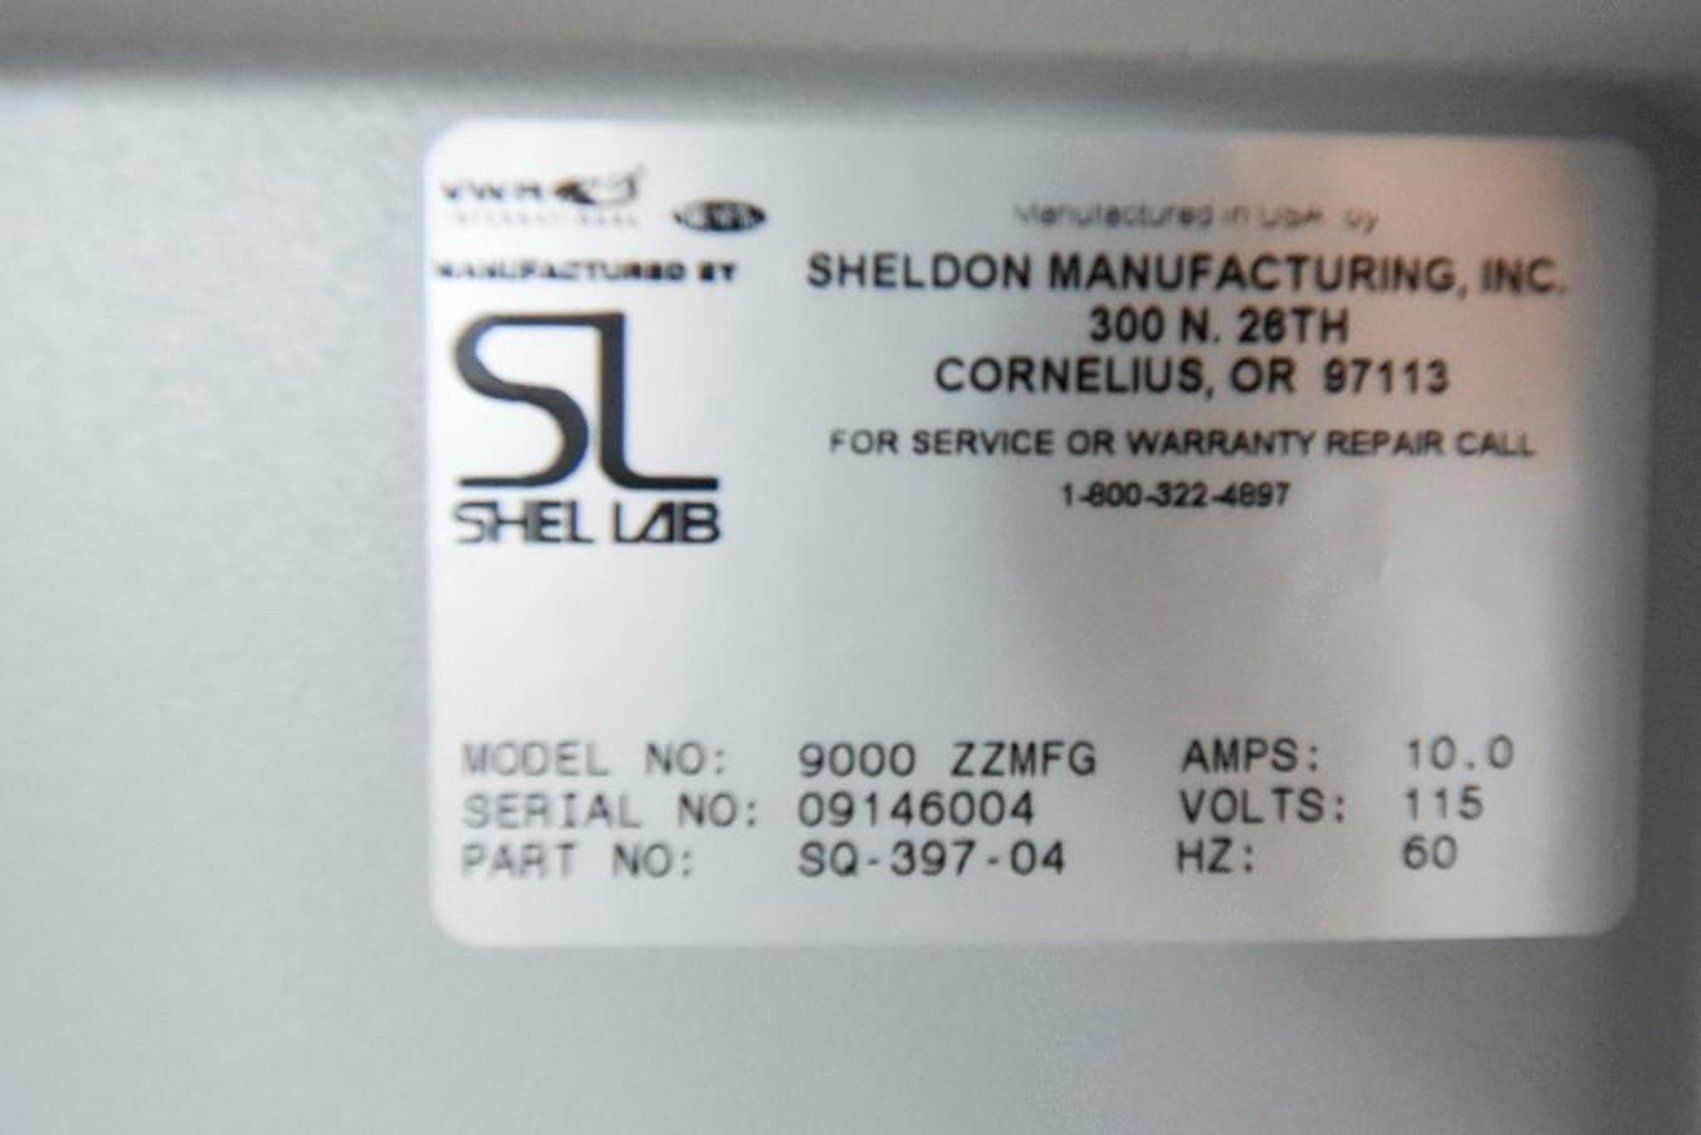 VWR
INTERNATIONAL
MANUFACTURED BY
SL
SHEL LAB
Manufactured in USA by
SHELDON MANUFACTURING, INC.
300 N. 26TH
CORNELIUS, OR 97113
FOR SERVICE OR WARRANTY REPAIR CALL
1-800-322-4897
MODEL NO: 9000 ZZMFG AMPS: 10.0
SERIAL NO: 09146004 VOLTS: 115
PART NO: SQ-397-04 HZ: 60